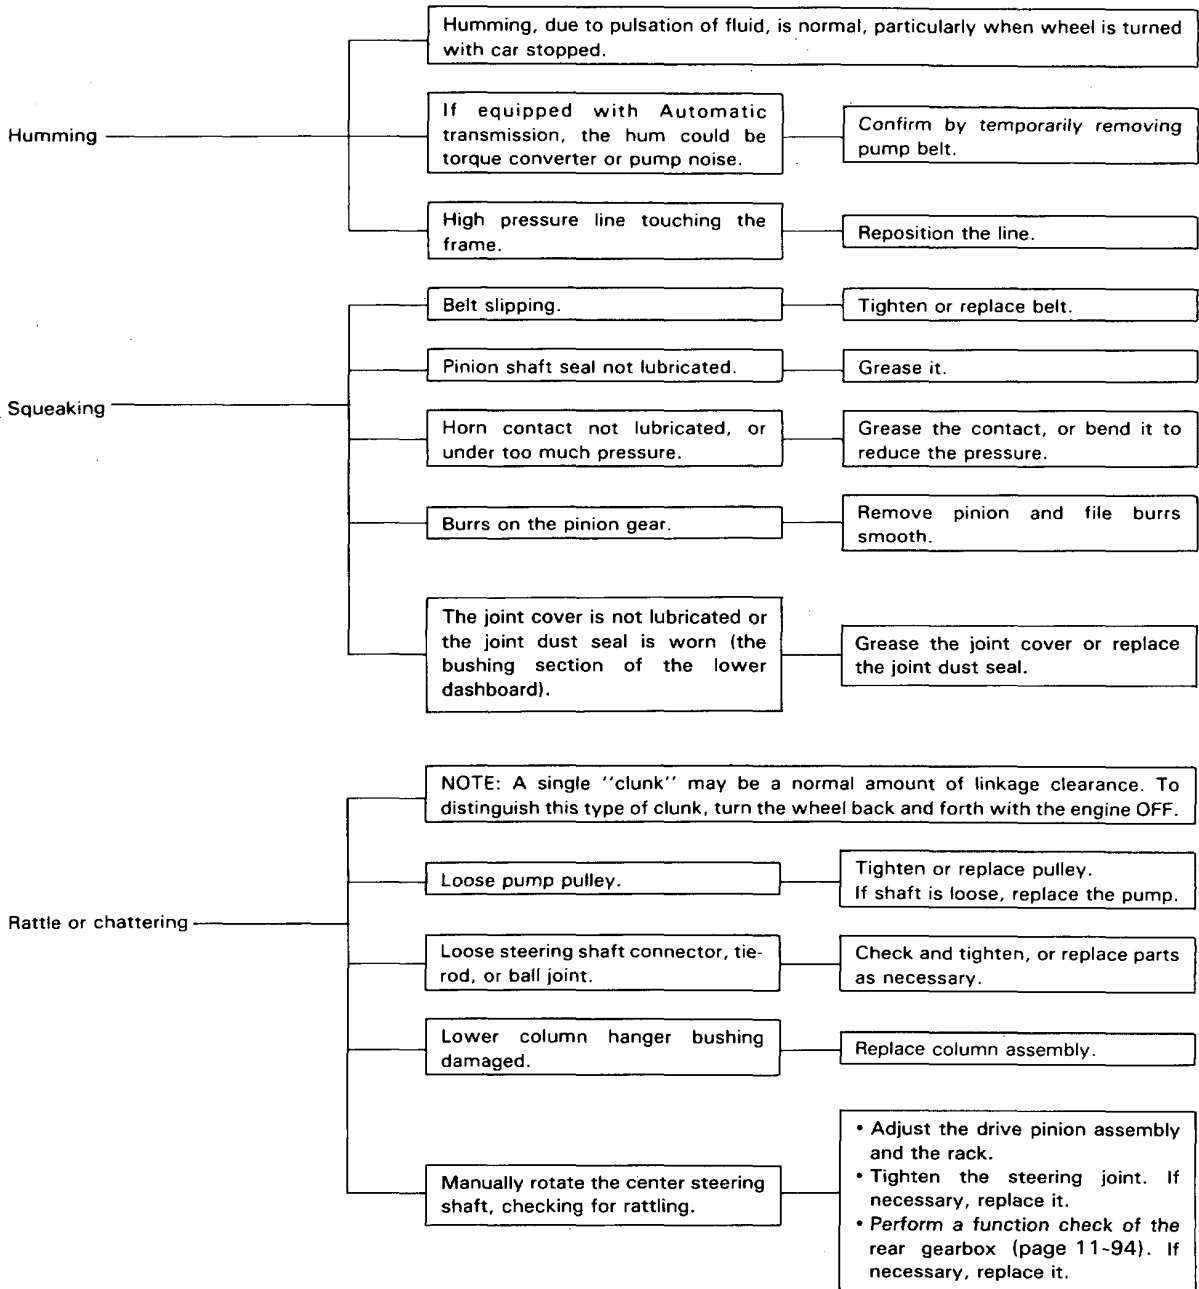 Humming
Humming, due to pulsation of fluid, is normal, particularly when wheel is turned
with car stopped.
If equipped with Automatic
transmission, the hum could be
torque converter or pump noise.
Confirm by temporarily removing
pump belt.
High pressure line touching the
frame.
Reposition the line.
Squeaking
Belt slipping.
Tighten or replace belt.
Pinion shaft seal not lubricated.
Grease it.
Horn contact not lubricated, or
under too much pressure.
Grease the contact, or bend it to
reduce the pressure.
Burrs on the pinion gear.
Remove pinion and file burrs
smooth.
The joint cover is not lubricated or
the joint dust seal is worn (the
bushing section of the lower
dashboard).
Grease the joint cover or replace
the joint dust seal.
Rattle or chattering
NOTE: A single "clunk" may be a normal amount of linkage clearance. To
distinguish this type of clunk, turn the wheel back and forth with the engine OFF.
Loose pump pulley.
Tighten or replace pulley.
If shaft is loose, replace the pump.
Loose steering shaft connector, tie-
rod, or ball joint.
Check and tighten, or replace parts
as necessary.
Lower column hanger bushing
damaged.
Replace column assembly.
Manually rotate the center steering
shaft, checking for rattling.
• Adjust the drive pinion assembly
and the rack.
• Tighten the steering joint. If
necessary, replace it.
• Perform a function check of the
rear gearbox (page 11-94). If
necessary, replace it.